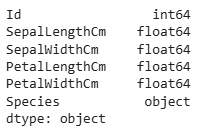 Id                 int64
SepalLengthCm    float64
SepalWidthCm     float64
PetalLengthCm    float64
PetalWidthCm     float64
Species           object
dtype: object